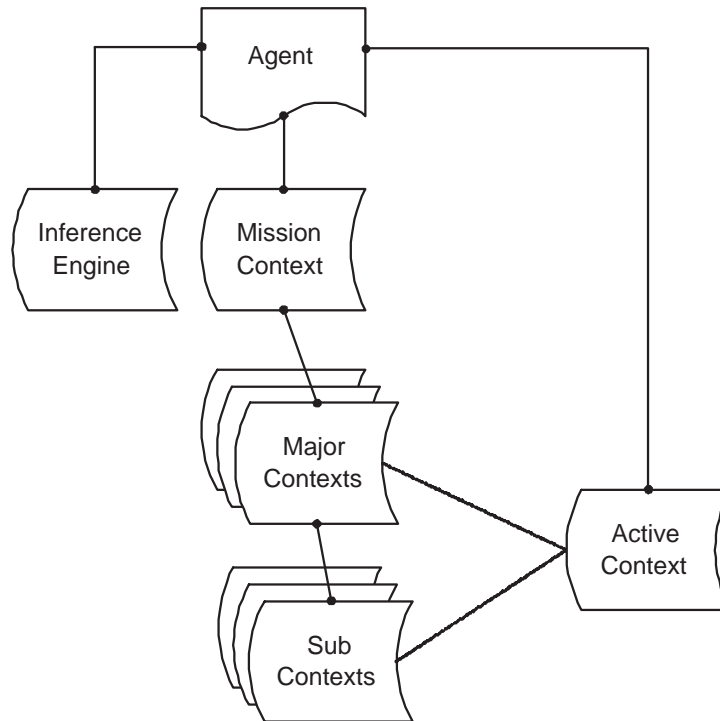 Agent
Inference
Engine
Mission
Context
Major
Contexts
Active
Context
Sub
Contexts